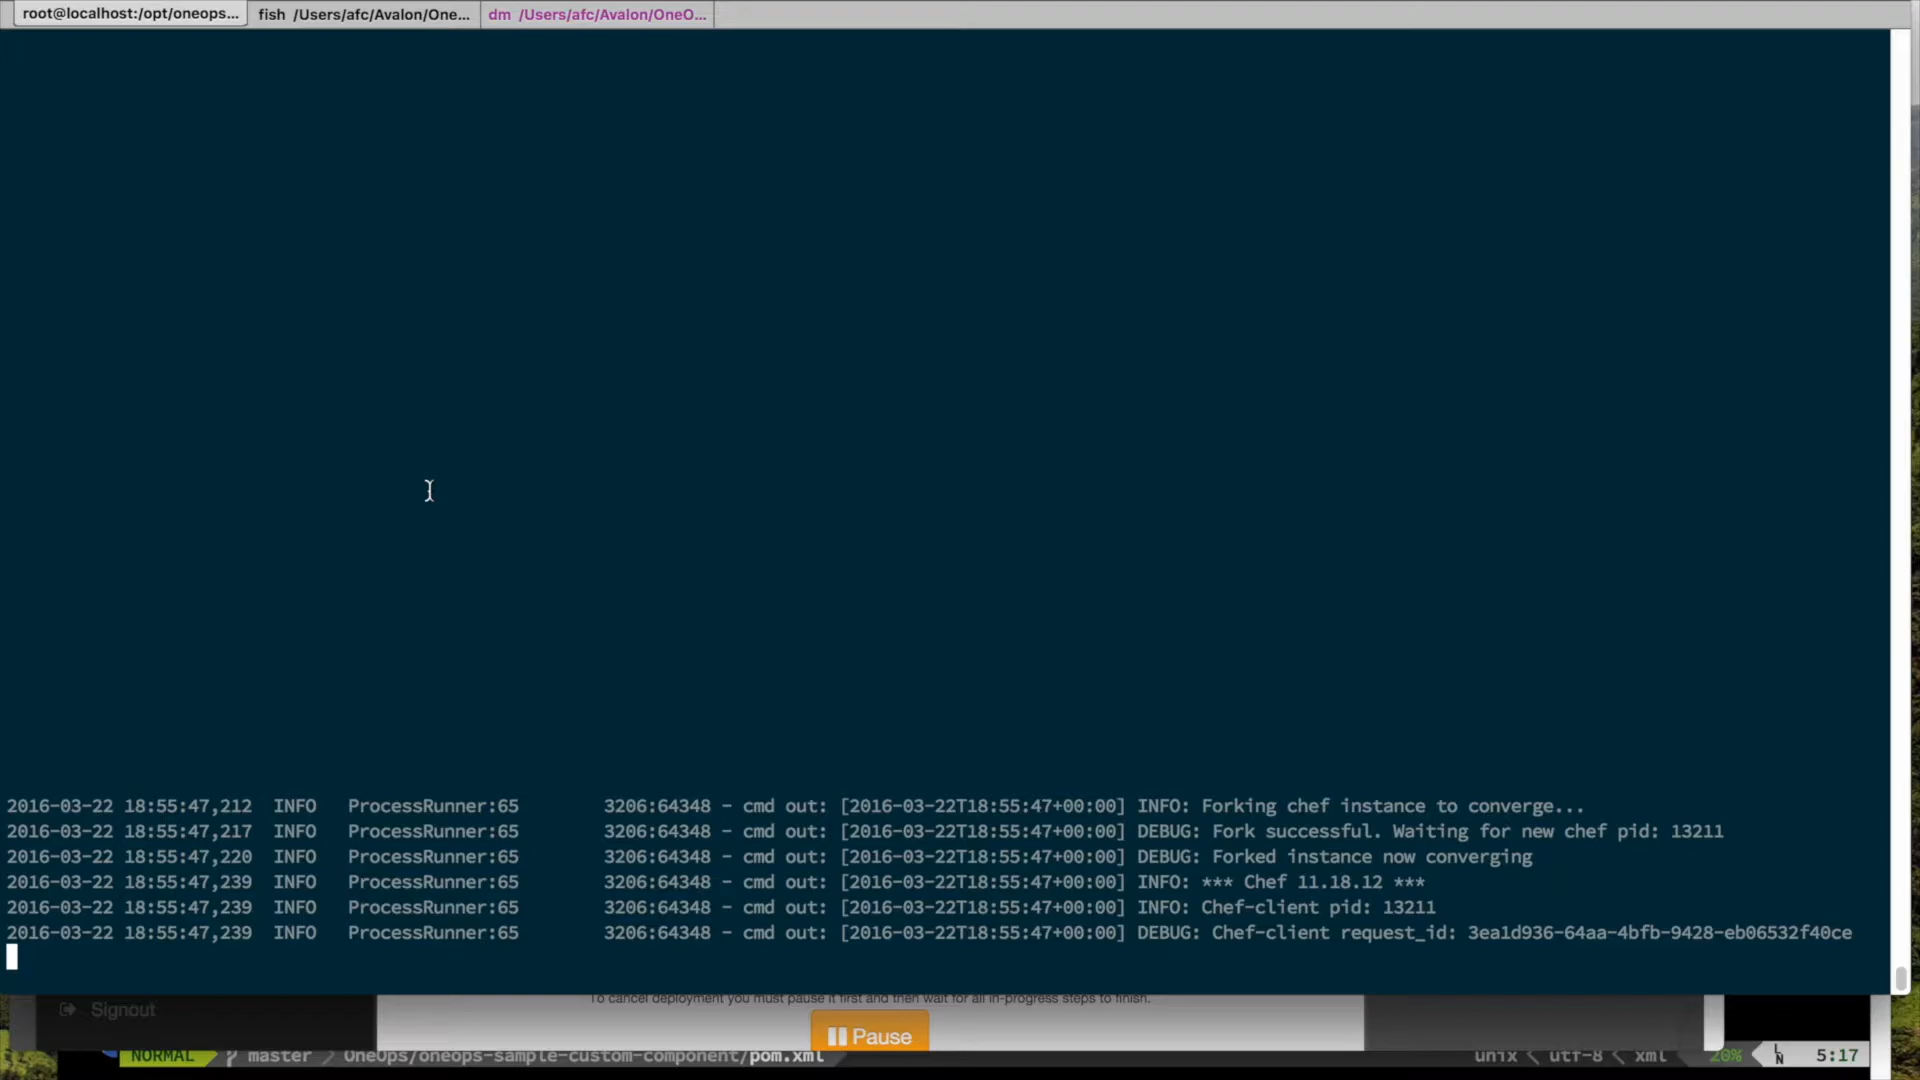 root@localhost:/opt/oneops... fish /Users/afc/Avalon/One... dm /Users/afc/Avalon/OneO...
2016-03-22 18:55:47,212 INFO ProcessRunner:65 3206:64348 - cmd out: [2016-03-22T18:55:47+00:00] INFO: Forking chef instance to converge...
2016-03-22 18:55:47,217 INFO ProcessRunner:65 3206:64348 - cmd out: [2016-03-22T18:55:47+00:00] DEBUG: Fork successful. Waiting for new chef pid: 13211
2016-03-22 18:55:47,220 INFO ProcessRunner:65 3206:64348 - cmd out: [2016-03-22T18:55:47+00:00] DEBUG: Forked instance now converging
2016-03-22 18:55:47,239 INFO ProcessRunner:65 3206:64348 - cmd out: [2016-03-22T18:55:47+00:00] INFO: *** Chef 11.18.12 ***
2016-03-22 18:55:47,239 INFO ProcessRunner:65 3206:64348 - cmd out: [2016-03-22T18:55:47+00:00] INFO: Chef-client pid: 13211
2016-03-22 18:55:47,239 INFO ProcessRunner:65 3206:64348 - cmd out: [2016-03-22T18:55:47+00:00] DEBUG: Chef-client request_id: 3ea1d936-64aa-4bfb-9428-eb06532f40ce
To cancel deployment you must pause it first and then wait for all in-progress steps to finish.
Signout
Pause
NORMAL master OneOps/oneops-sample-custom-component/pom.xml unix < utf-8 < xml 20% LN 5:17